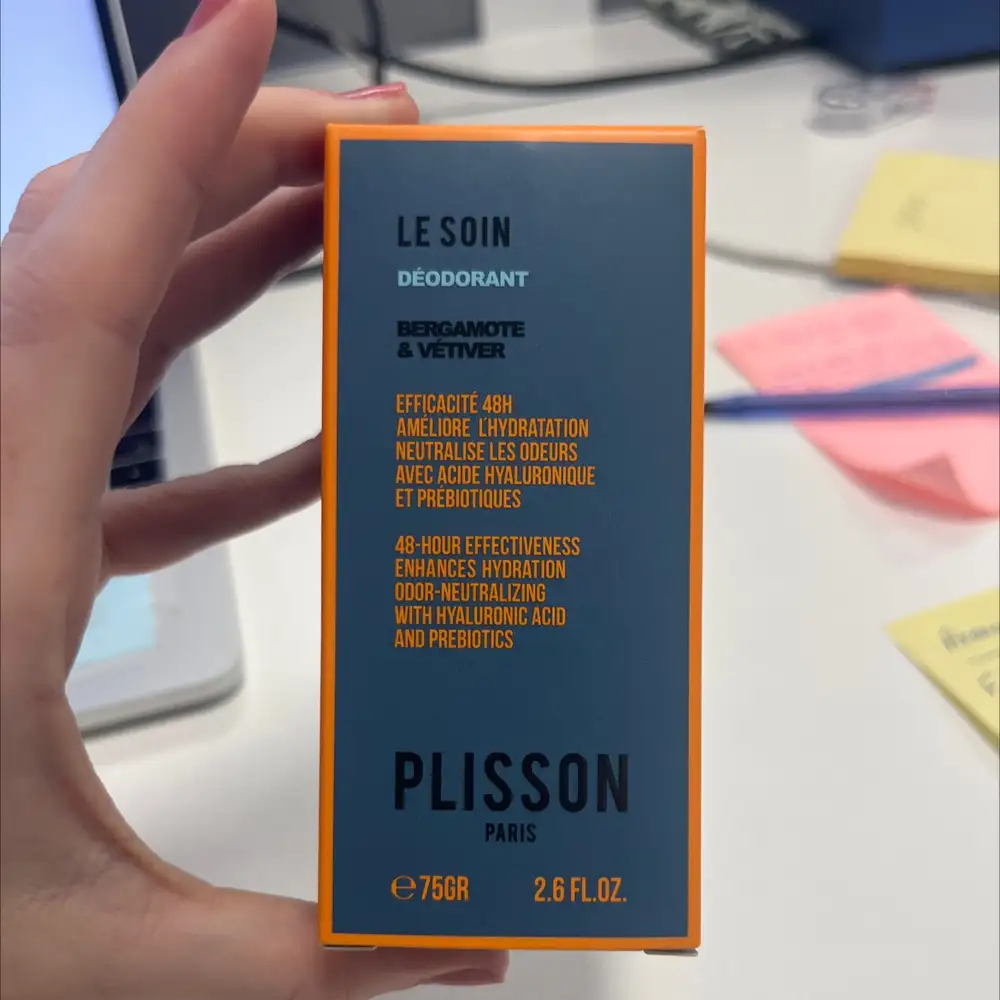 LE SOIN
DÉODORANT
BERGAMOTE
& VÉTIVER
EFFICACITÉ 48H
AMÉLIORE L'HYDRATATION
NEUTRALISE LES ODEURS
AVEC ACIDE HYALURONIQUE
ET PRÉBIOTIQUES
48-HOUR EFFECTIVENESS
ENHANCES HYDRATION
ODOR-NEUTRALIZING
WITH HYALURONIC ACID
AND PREBIOTICS
PLISSON
PARIS
℮75GR 2.6 FL.OZ.